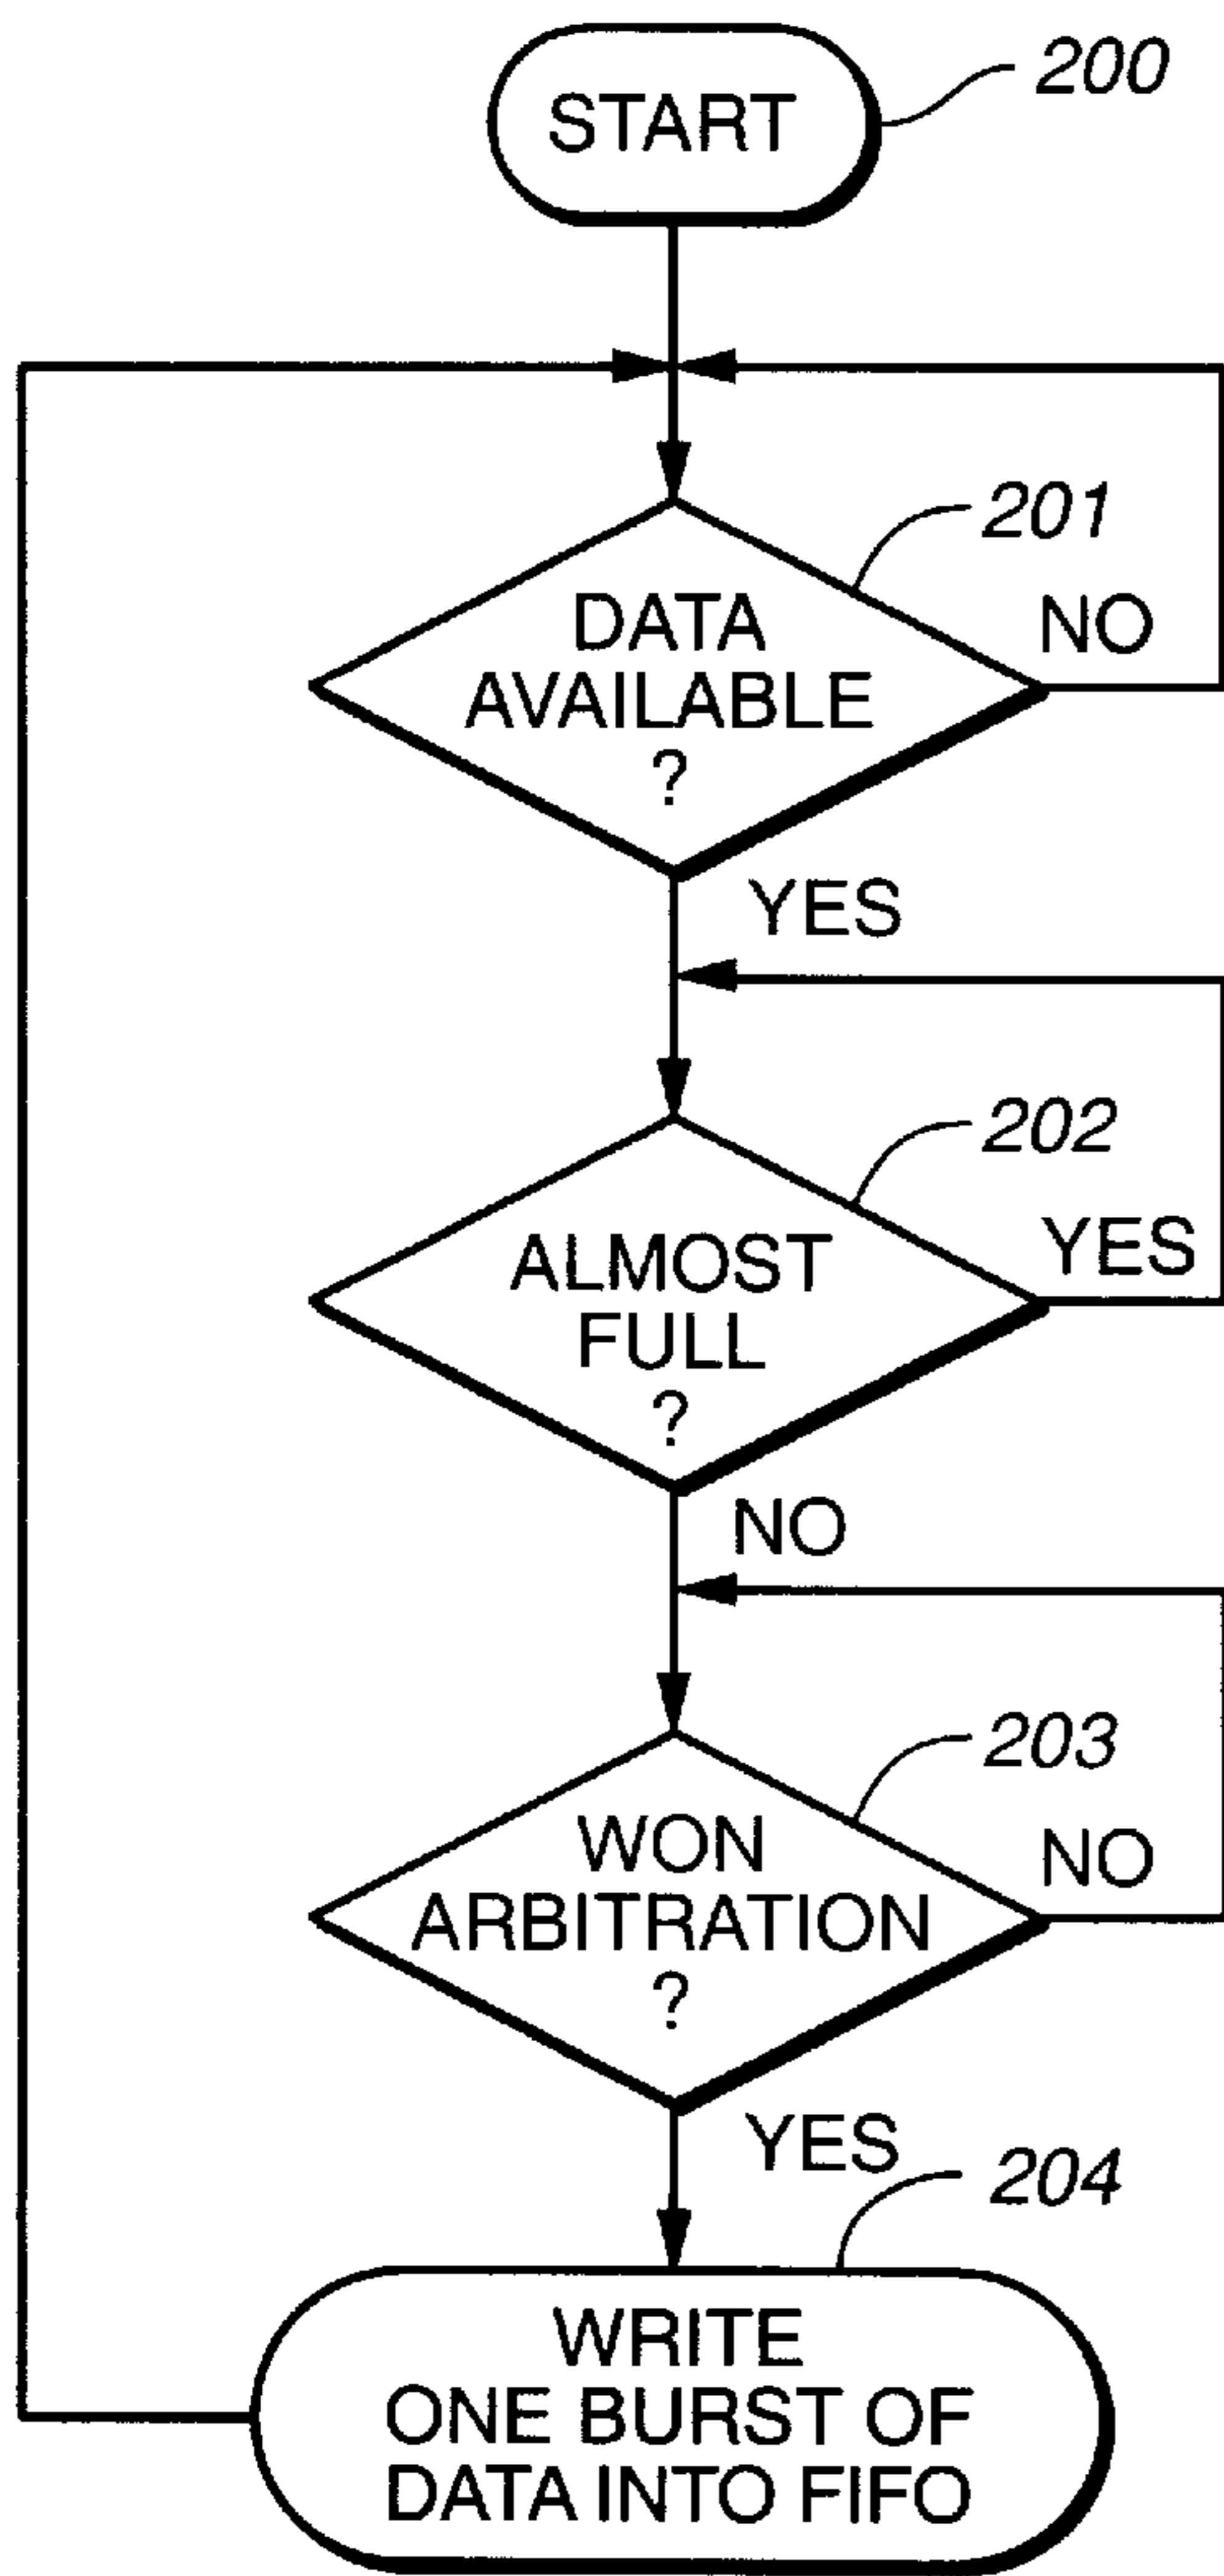 START
200
201
DATA
AVAILABLE
?
NO
YES
202
ALMOST
FULL
?
YES
NO
203
WON
ARBITRATION
?
NO
YES
204
WRITE
ONE BURST OF
DATA INTO FIFO